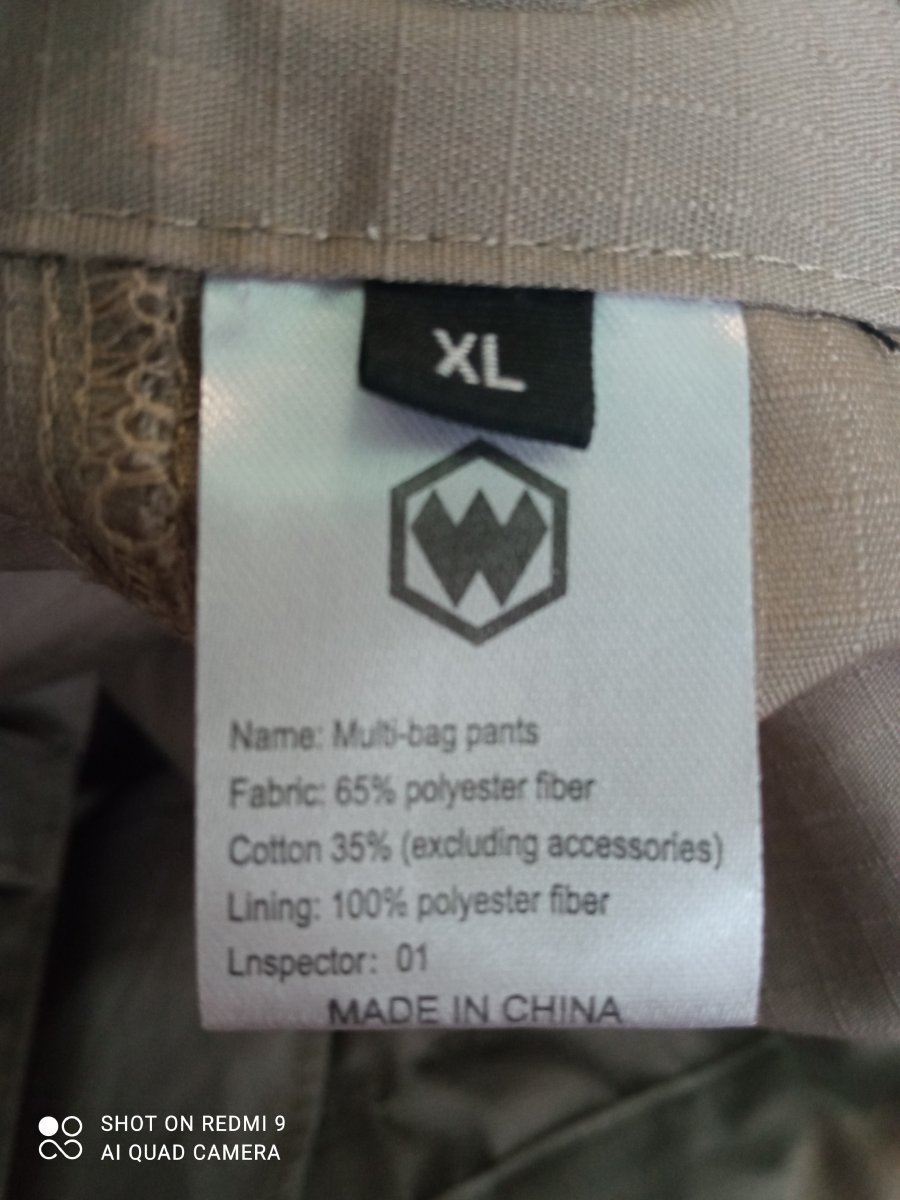 XL
Name: Multi-bag pants
Fabric: 65% polyester fiber
Cotton 35% (excluding accessories)
Lining: 100% polyester fiber
Lnspector: 01
MADE IN CHINA
SHOT ON REDMI 9
AI QUAD CAMERA